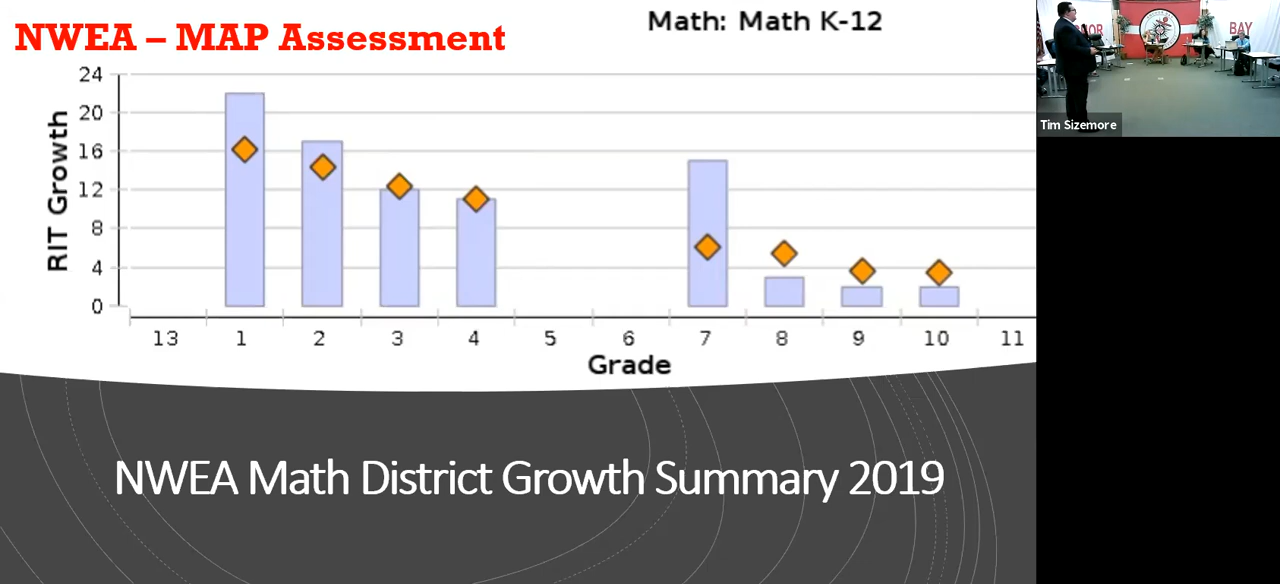 NWEA – MAP Assessment
Math: Math K-12
24
20
16
12
8
4
0
RIT Growth
13 1 2 3 4 5 6 7 8 9 10 11
Grade
NWEA Math District Growth Summary 2019
BAY
Tim Sizemore